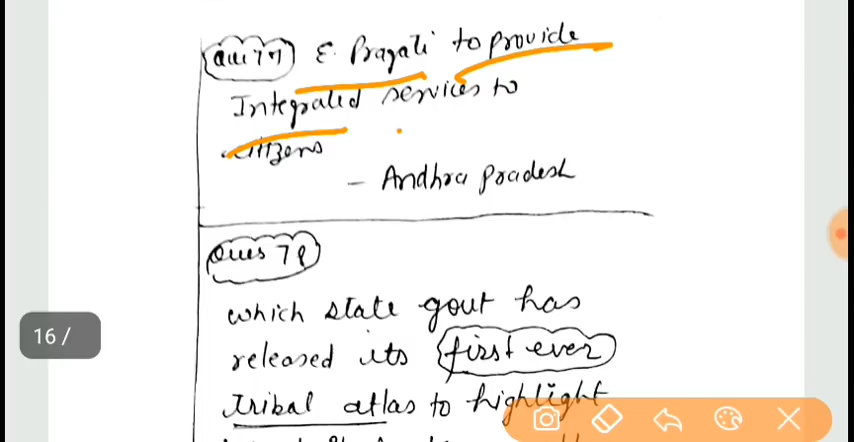 Ques 77 E Pragati to provide
Integrated services to
citizens
- Andhra Pradesh
Ques 78
which state govt has
released its first ever
tribal atlas to highlight
16 /